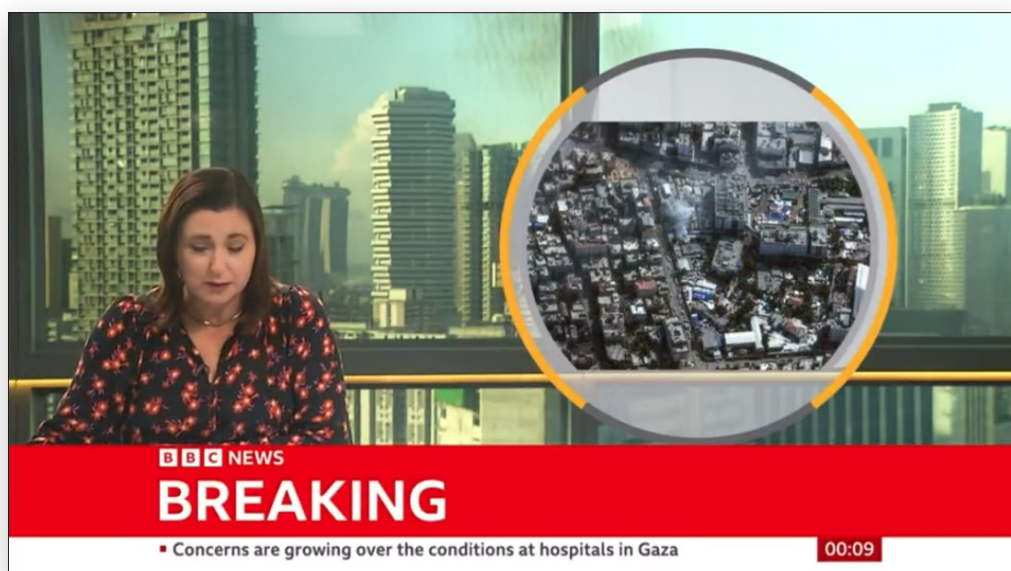 BBC NEWS
BREAKING
Concerns are growing over the conditions at hospitals in Gaza
00:09